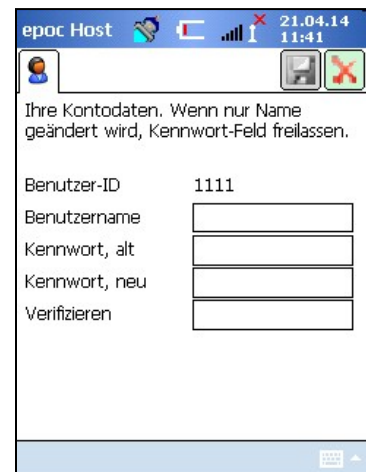 epoc Host
21.04.14
11:41
Ihre Kontodaten. Wenn nur Name
geändert wird, Kennwort-Feld freilassen.
Benutzer-ID 1111
Benutzername
Kennwort, alt
Kennwort, neu
Verifizieren